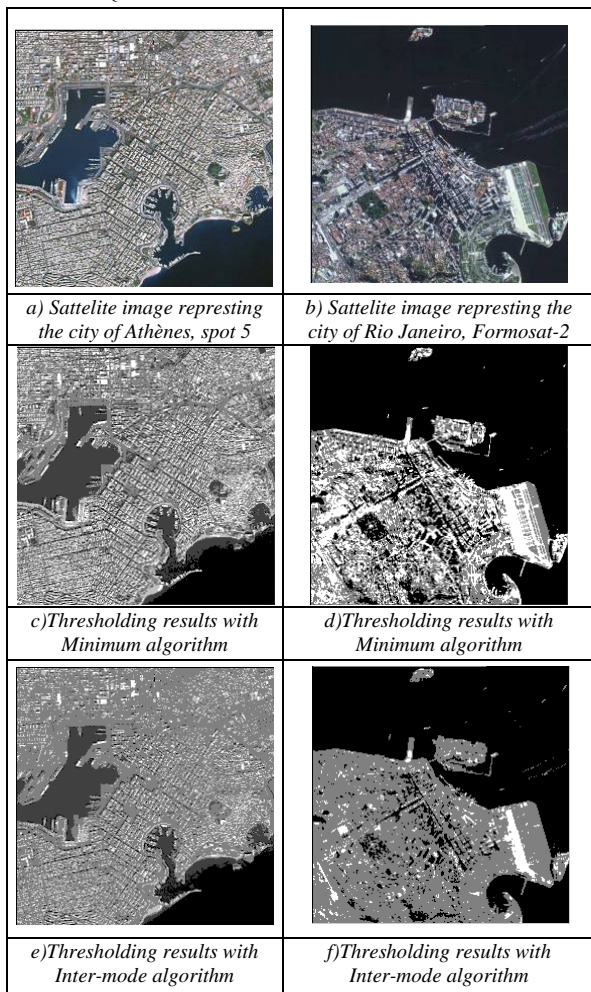 a) Sattelite image represting
the city of Athènes, spot 5
b) Sattelite image represting the
city of Rio Janeiro, Formosat-2
c)Thresholding results with
Minimum algorithm
d)Thresholding results with
Minimum algorithm
e)Thresholding results with
Inter-mode algorithm
f)Thresholding results with
Inter-mode algorithm